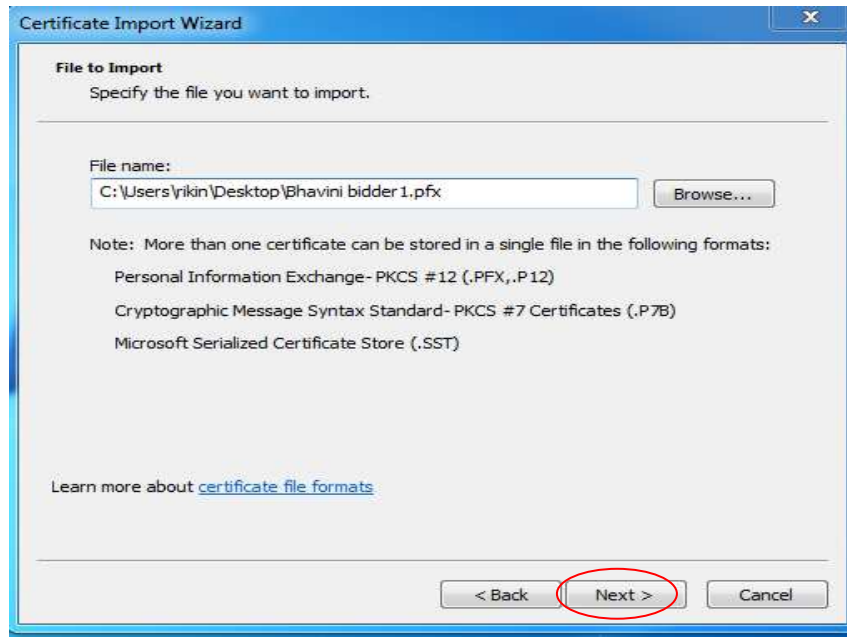 Certificate Import Wizard
File to Import
Specify the file you want to import.
File name:
C:\Users\rikin\Desktop\Bhavini bidder1.pfx
Browse...
Note: More than one certificate can be stored in a single file in the following formats:
Personal Information Exchange- PKCS #12 (.PFX,.P12)
Cryptographic Message Syntax Standard- PKCS #7 Certificates (.P7B)
Microsoft Serialized Certificate Store (.SST)
Learn more about certificate file formats
< Back Next > Cancel